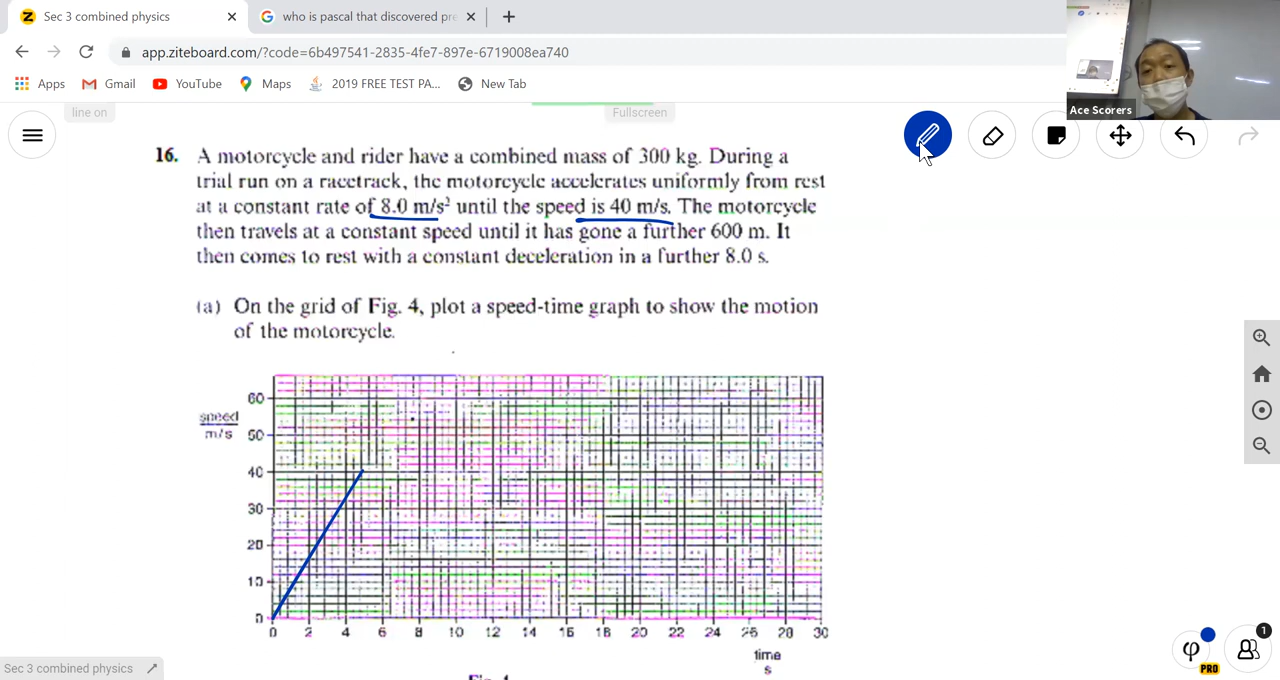 Sec 3 combined physics
who is pascal that discovered pre
app.ziteboard.com/?code=6b497541-2835-4fe7-897e-6719008ea740
Apps
Gmail
YouTube
Maps
2019 FREE TEST PA...
New Tab
Ace Scorers
line on
Fullscreen
16. A motorcycle and rider have a combined mass of 300 kg. During a
trial run on a racetrack, the motorcycle accelerates uniformly from rest
at a constant rate of 8.0 m/s² until the speed is 40 m/s. The motorcycle
then travels at a constant speed until it has gone a further 600 m. It
then comes to rest with a constant deceleration in a further 8.0 s.
(a) On the grid of Fig. 4, plot a speed-time graph to show the motion
of the motorcycle.
60
speed
m/s
50
40
30
20
10
0
0 2 4 6 8 10 12 14 16 18 20 22 24 26 28 30
time
s
Sec 3 combined physics
φ
PRO
1